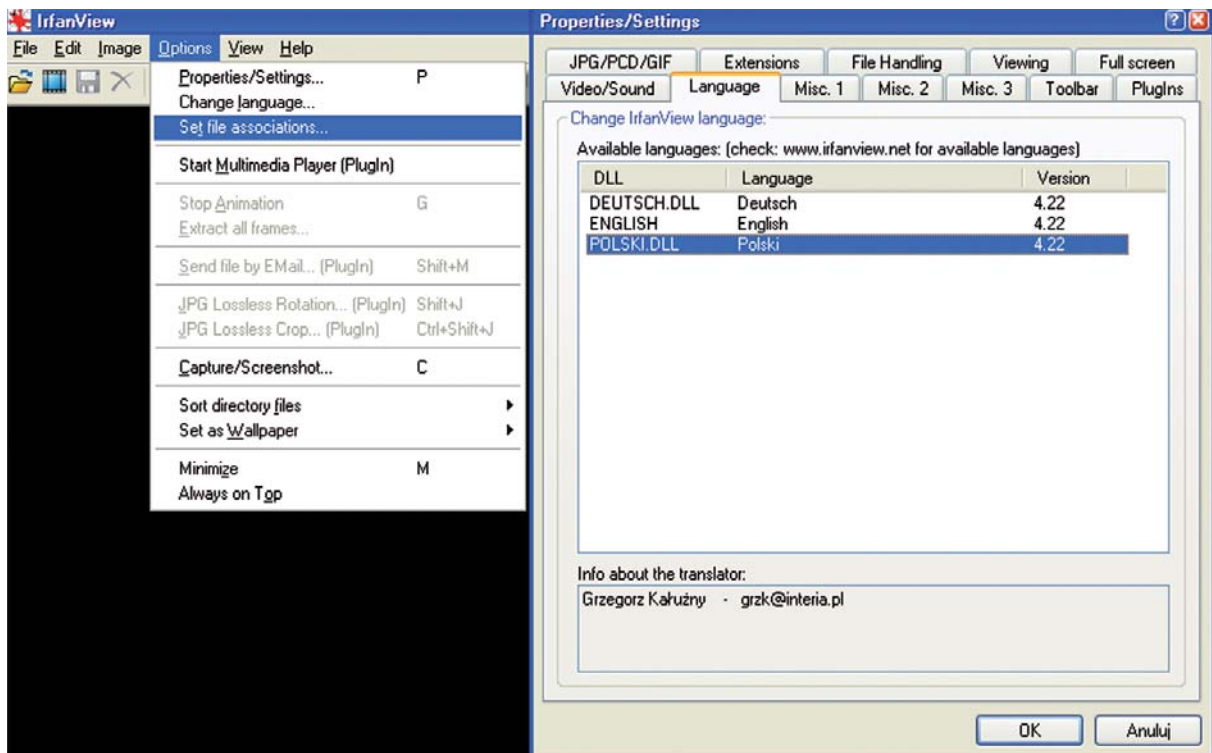 IrfanView
File Edit Image Options View Help
Properties/Settings... P
Change language...
Set file associations...
Start Multimedia Player (PlugIn)
Stop Animation G
Extract all frames...
Send file by EMail... (PlugIn) Shift+M
JPG Lossless Rotation... (PlugIn) Shift+J
JPG Lossless Crop... (PlugIn) Ctrl+Shift+J
Capture/Screenshot... C
Sort directory files
Set as Wallpaper
Minimize M
Always on Top
Properties/Settings
JPG/PCD/GIF Extensions File Handling Viewing Full screen
Video/Sound Language Misc. 1 Misc. 2 Misc. 3 Toolbar PlugIns
Change IrfanView language:
Available languages: (check: www.irfanview.net for available languages)
DLL Language Version
DEUTSCH.DLL Deutsch 4.22
ENGLISH English 4.22
POLSKI.DLL Polski 4.22
Info about the translator:
Grzegorz Kałużny - grzk@interia.pl
OK Anuluj